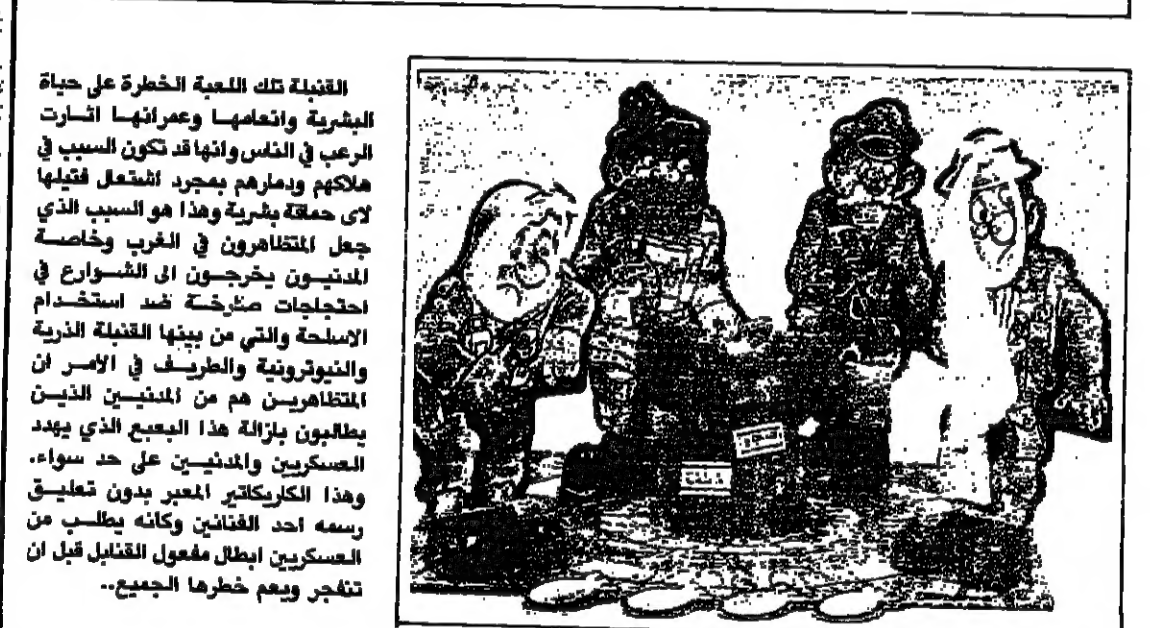 القنبلة تلك اللعبة الخطرة على حياة
البشرية وانعامها وعمرانها اثارت
الرعب في الناس وانها قد تكون السبب في
هلاكهم ودمارهم بمجرد اشتعال فتيلها
لاى حماقة بشرية وهذا هو السبب الذي
جعل المتظاهرون في الغرب وخاصة
المدنيون يخرجون الى الشوارع في
احتجاجات صارخة ضد استخدام
الاسلحة والتي من بينها القنبلة الذرية
والنيوترونية والطريف في الأمر ان
المتظاهرين هم من المدنيين الذين
يطالبون بازالة هذا البعبع الذي يهدد
العسكريين والمدنيين على حد سواء.
وهذا الكاريكاتير المعبر بدون تعليق
رسمه احد الفنانين وكانه يطلب من
العسكريين ابطال مفعول القنابل قبل ان
تنفجر ويعم خطرها الجميع..